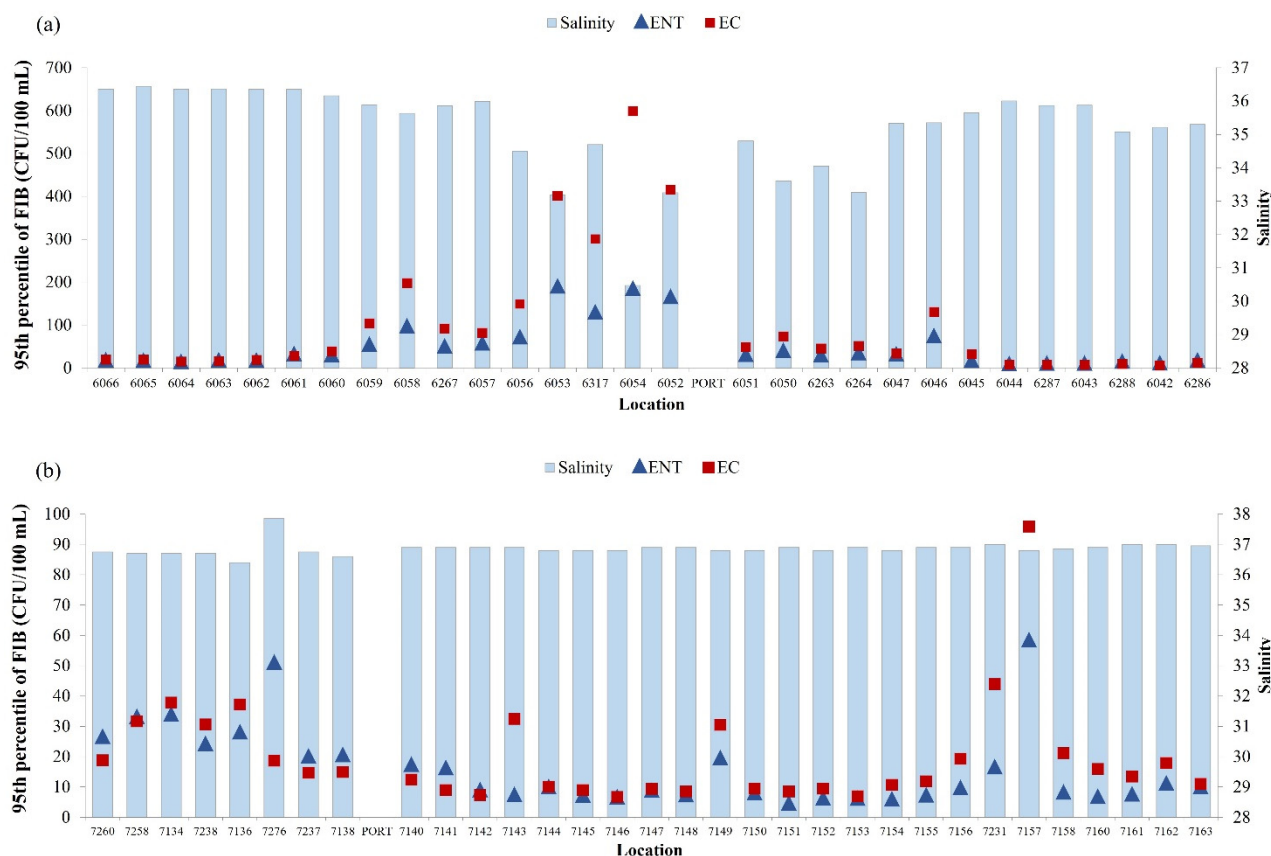 (a)
Salinity ENT EC
95th percentile of FIB (CFU/100 mL)
700 37
600 36
35
500 34
400 33
300 32
31
200 30
100 29
0 28
Salinity
6066 6065 6064 6063 6062 6061 6060 6059 6058 6267 6057 6056 6053 6317 6054 6052 PORT 6051 6050 6263 6264 6047 6046 6045 6044 6287 6043 6288 6042 6286
Location
(b)
Salinity ENT EC
95th percentile of FIB (CFU/100 mL)
100 38
90 37
80 36
70 35
60 34
50 33
40 32
30 31
20 30
10 29
0 28
Salinity
7260 7258 7134 7238 7136 7276 7237 7138 PORT 7140 7141 7142 7143 7144 7145 7146 7147 7148 7149 7150 7151 7152 7153 7154 7155 7156 7231 7157 7158 7160 7161 7162 7163
Location